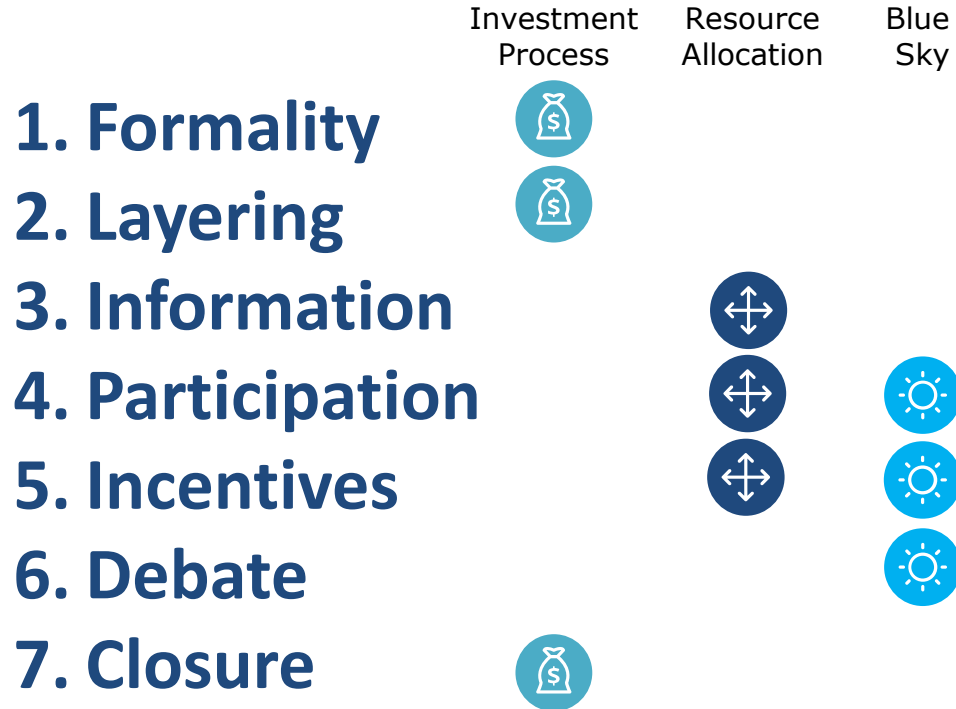 Investment Process
Resource Allocation
Blue Sky
1. Formality
$
2. Layering
$
3. Information
4. Participation
5. Incentives
6. Debate
7. Closure
$